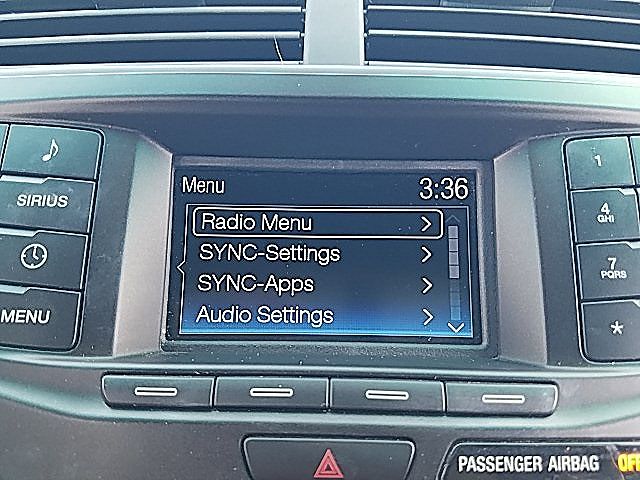 Menu 3:36
Radio Menu
SYNC-Settings
SYNC-Apps
Audio Settings
SIRIUS
MENU
1
4
GHI
7
PQRS
*
PASSENGER AIRBAG OFF